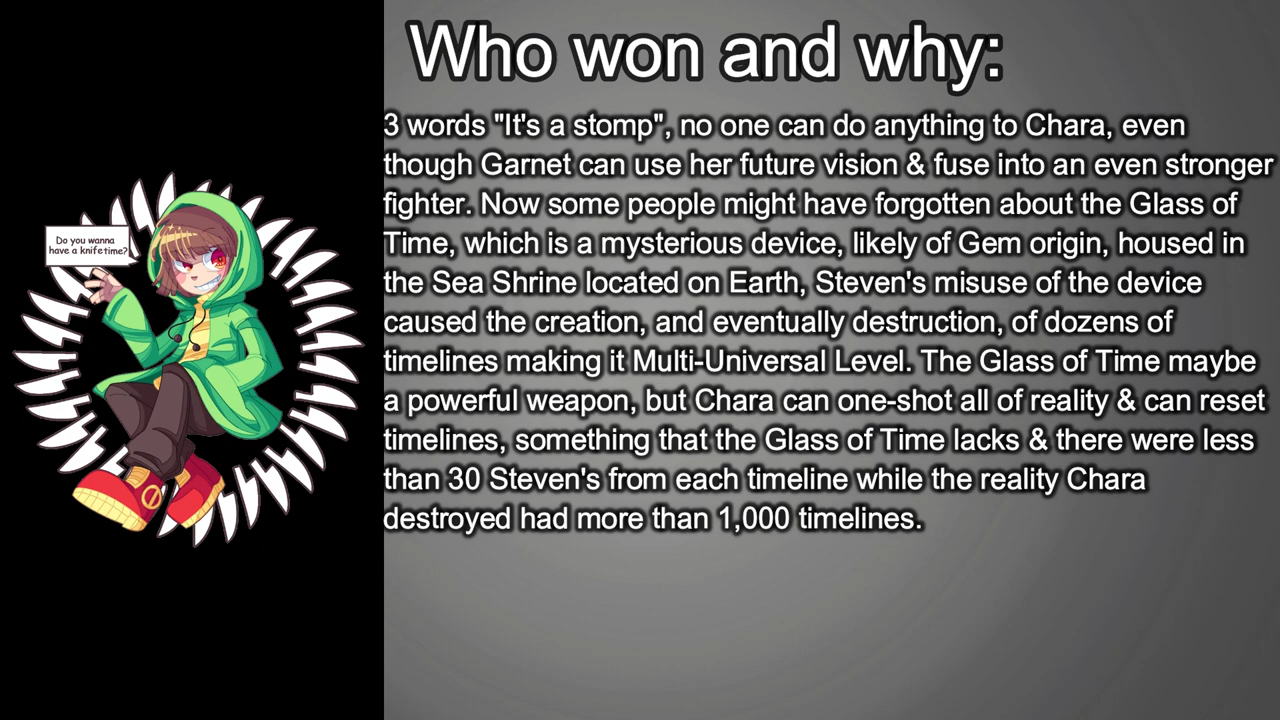 Who won and why:
3 words "It's a stomp", no one can do anything to Chara, even
though Garnet can use her future vision & fuse into an even stronger
fighter. Now some people might have forgotten about the Glass of
Time, which is a mysterious device, likely of Gem origin, housed in
the Sea Shrine located on Earth, Steven's misuse of the device
caused the creation, and eventually destruction, of dozens of
timelines making it Multi-Universal Level. The Glass of Time maybe
a powerful weapon, but Chara can one-shot all of reality & can reset
timelines, something that the Glass of Time lacks & there were less
than 30 Steven's from each timeline while the reality Chara
destroyed had more than 1,000 timelines.
Do you wanna
have a knife time?